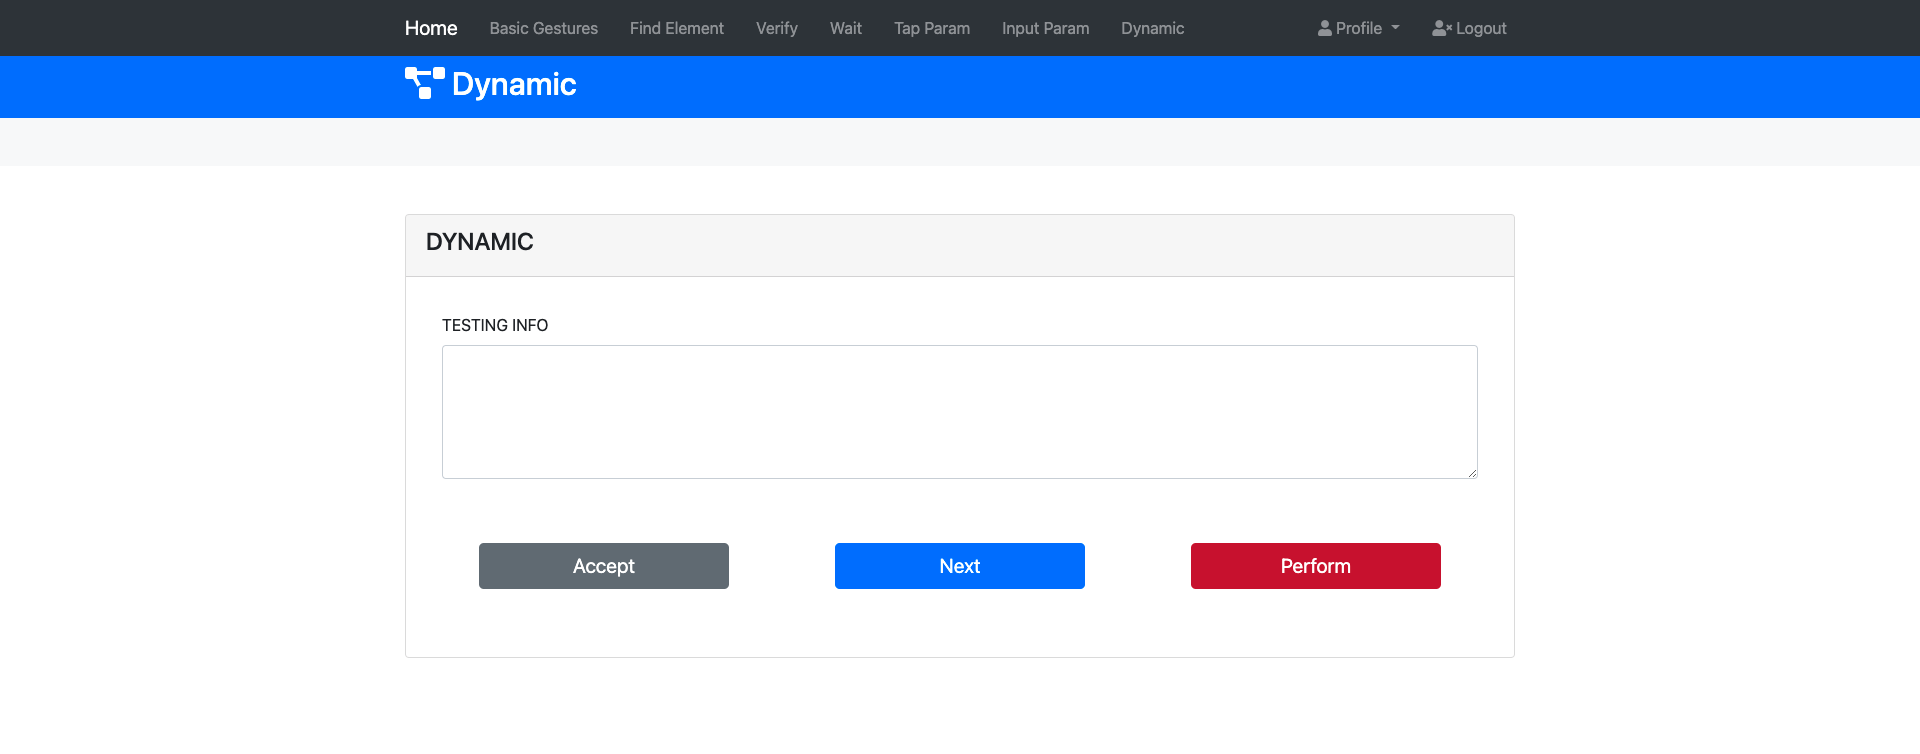 Home Basic Gestures Find Element Verify Wait Tap Param Input Param Dynamic Profile Logout
Dynamic
DYNAMIC
TESTING INFO
Accept Next Perform